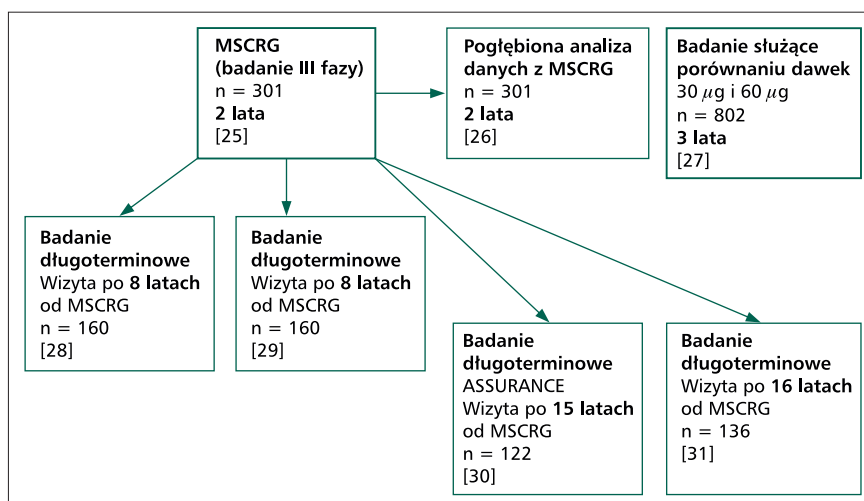 MSCRG
(badanie III fazy)
n = 301
2 lata
[25]
Pogłębiona analiza
danych z MSCRG
n = 301
2 lata
[26]
Badanie służące
porównaniu dawek
30 µg i 60 µg
n = 802
3 lata
[27]
Badanie
długoterminowe
Wizyta po 8 latach
od MSCRG
n = 160
[28]
Badanie
długoterminowe
Wizyta po 8 latach
od MSCRG
n = 160
[29]
Badanie
długoterminowe
ASSURANCE
Wizyta po 15 latach
od MSCRG
n = 122
[30]
Badanie
długoterminowe
Wizyta po 16 latach
od MSCRG
n = 136
[31]